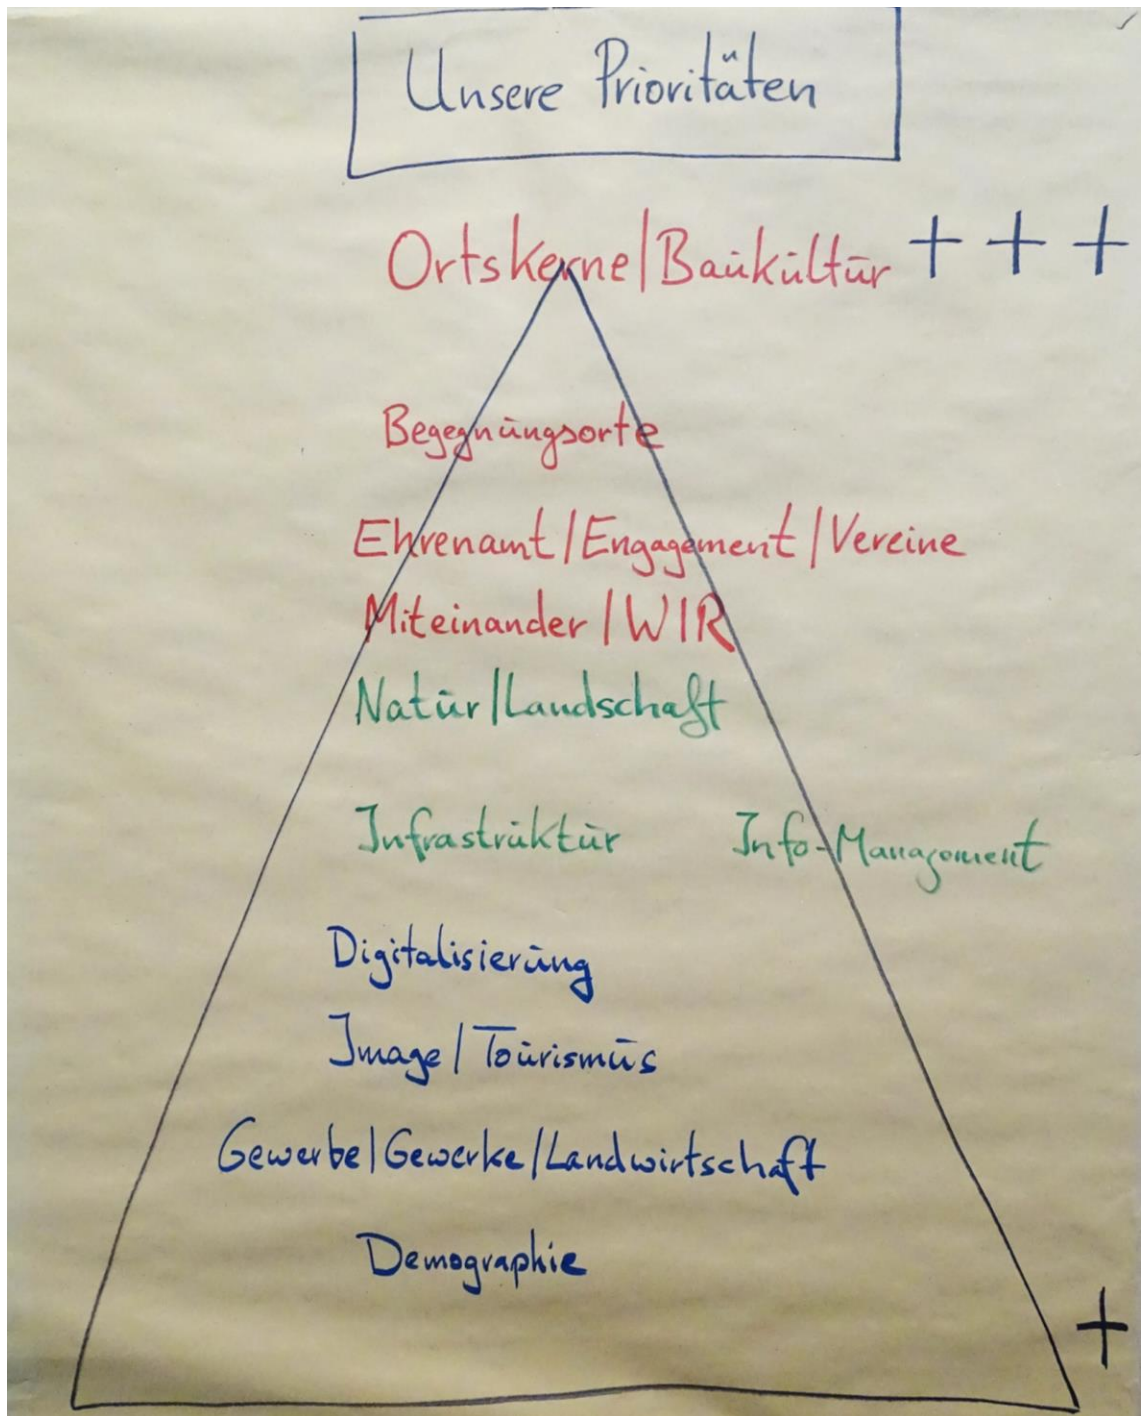 Unsere Prioritäten
Ortskerne/Baukultur + + +
Begegnungsorte
Ehrenamt/Engagement/Vereine
Miteinander/WIR
Natur/Landschaft
Infrastruktur Info-Management
Digitalisierung
Image/Tourismus
Gewerbe/Gewerke/Landwirtschaft
Demographie
+